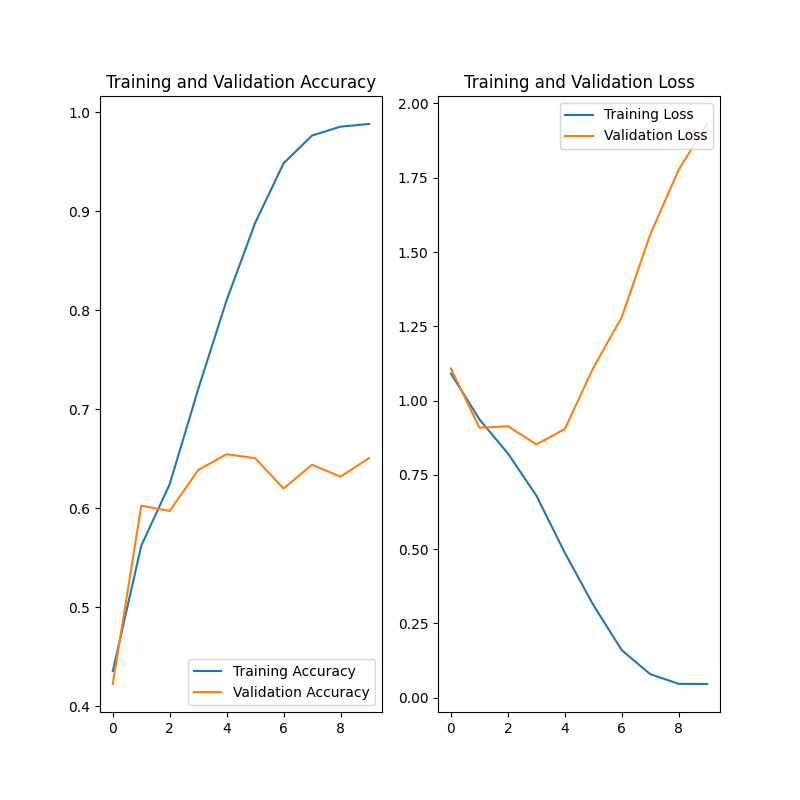 Training and Validation Accuracy
1.0
0.9
0.8
0.7
0.6
0.5
0.4
0 2 4 6 8
Training Accuracy
Validation Accuracy
Training and Validation Loss
2.00
1.75
1.50
1.25
1.00
0.75
0.50
0.25
0.00
0 2 4 6 8
Training Loss
Validation Loss